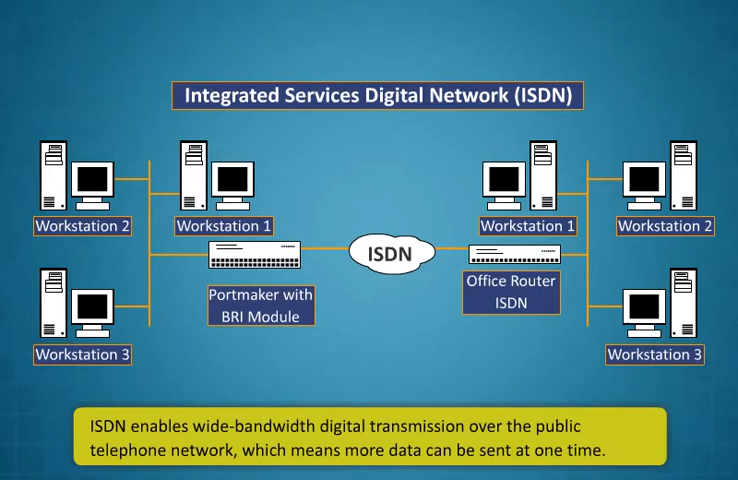 Integrated Services Digital Network (ISDN)
Workstation 2
Workstation 1
Workstation 1
Workstation 2
ISDN
Portmaker with
BRI Module
Office Router
ISDN
Workstation 3
Workstation 3
ISDN enables wide-bandwidth digital transmission over the public
telephone network, which means more data can be sent at one time.